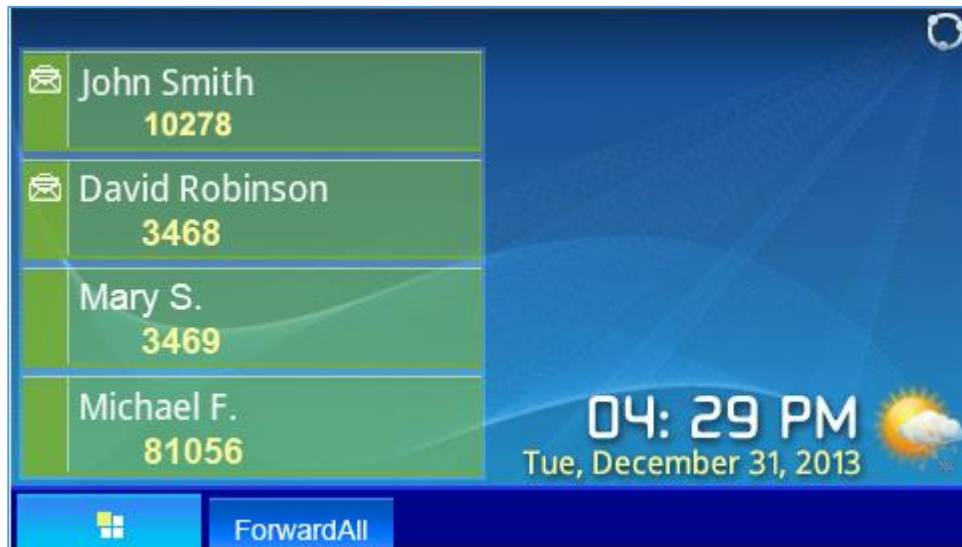 John Smith
10278
David Robinson
3468
Mary S.
3469
Michael F.
81056
04: 29 PM
Tue, December 31, 2013
ForwardAll